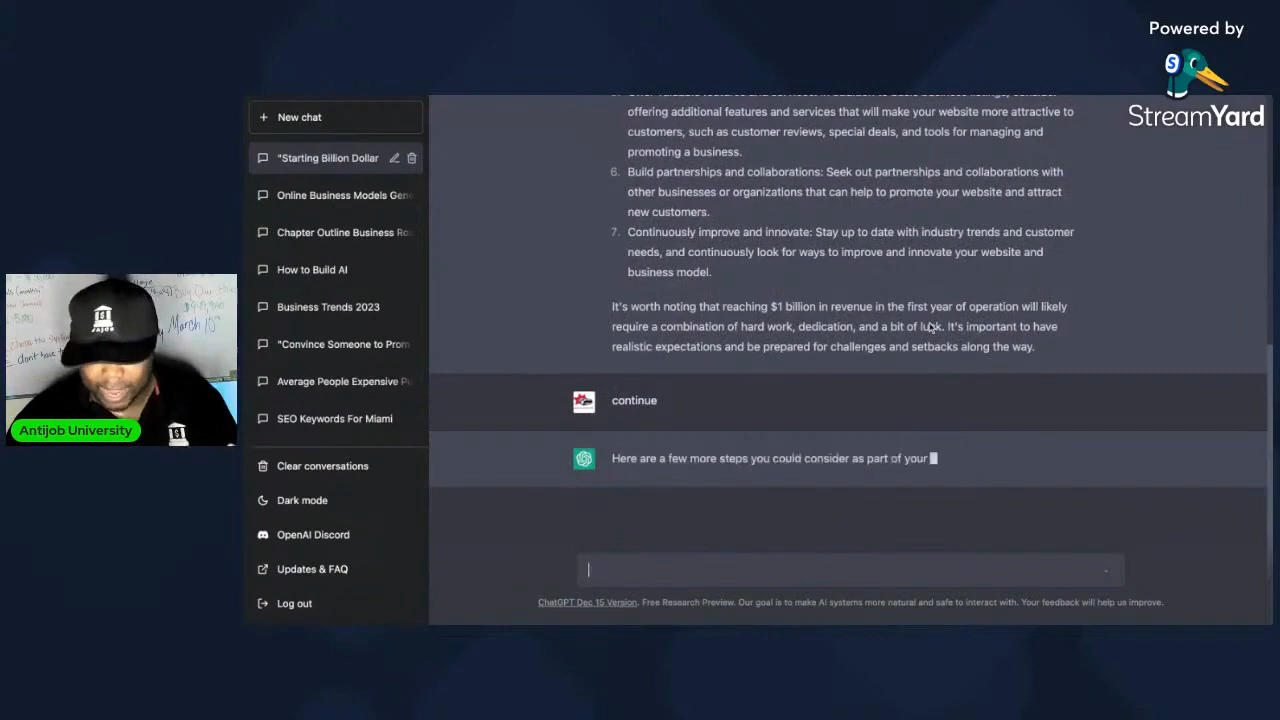 Powered by
StreamYard
New chat
"Starting Billion Dollar
Online Business Models Gene
Chapter Outline Business Ro
How to Build AI
Business Trends 2023
"Convince Someone to Prom
Average People Expensive Pu
SEO Keywords For Miami
Clear conversations
Dark mode
OpenAI Discord
Updates & FAQ
Log out
offering additional features and services that will make your website more attractive to
customers, such as customer reviews, special deals, and tools for managing and
promoting a business.
6. Build partnerships and collaborations: Seek out partnerships and collaborations with
other businesses or organizations that can help to promote your website and attract
new customers.
7. Continuously improve and innovate: Stay up to date with industry trends and customer
needs, and continuously look for ways to improve and innovate your website and
business model.
It's worth noting that reaching $1 billion in revenue in the first year of operation will likely
require a combination of hard work, dedication, and a bit of luck. It's important to have
realistic expectations and be prepared for challenges and setbacks along the way.
continue
Here are a few more steps you could consider as part of your
ChatGPT Dec 15 Version. Free Research Preview. Our goal is to make AI systems more natural and safe to interact with. Your feedback will help us improve.
March 15
dont have
Antijob University